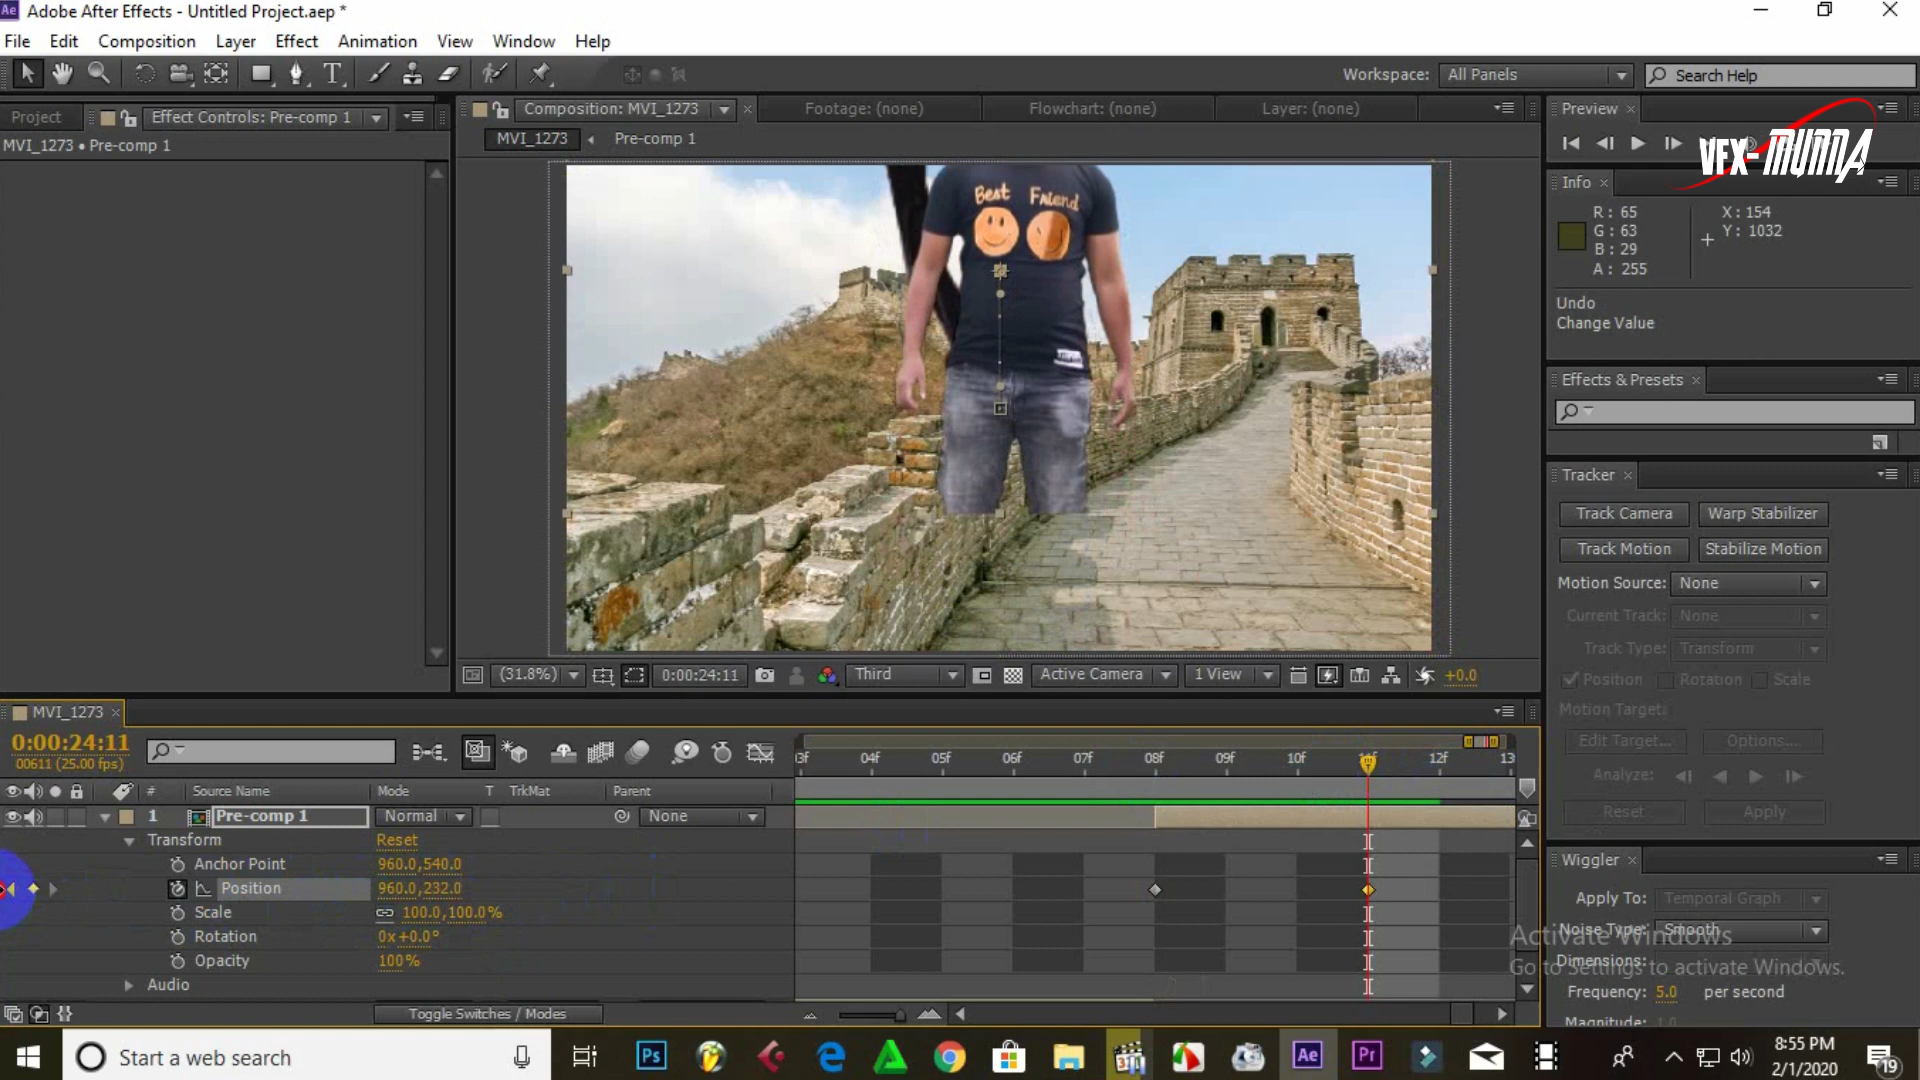 Ae Adobe After Effects - Untitled Project.aep *
File Edit Composition Layer Effect Animation View Window Help
T Workspace: All Panels Search Help
Project Effect Controls: Pre-comp 1 Composition: MVI_1273 Footage: (none) Flowchart: (none) Layer: (none) Preview
MVI_1273 • Pre-comp 1 MVI_1273 Pre-comp 1
VFX-MUNNA
Info
R: 65 X: 154
G: 63 Y: 1032
B: 29
A: 255
Undo
Change Value
Best Friend
Effects & Presets
Tracker
Track Camera Warp Stabilizer
Track Motion Stabilize Motion
Motion Source: None
Current Track: None
Track Type: Transform
Position Rotation Scale
Motion Target:
Edit Target... Options...
Analyze:
Reset Apply
(31.8%) 0:00:24:11 Third Active Camera 1 View +0.0
MVI_1273
0:00:24:11
00611 (25.00 fps)
03f 04f 05f 06f 07f 08f 09f 10f 11f 12f 13
# Source Name Mode T TrkMat Parent
1 Pre-comp 1 Normal None
Transform Reset
Anchor Point 960.0,540.0
Position 960.0,232.0
Scale 100.0,100.0%
Rotation 0x+0.0°
Opacity 100%
Audio
Toggle Switches / Modes
Wiggler
Apply To: Temporal Graph
Noise Type: Smooth
Dimensions:
Frequency: 5.0 per second
Magnitude: 1.0
Activate Windows
Go to Settings to activate Windows.
Start a web search
Ps Ae Pr
8:55 PM
2/1/2020
19